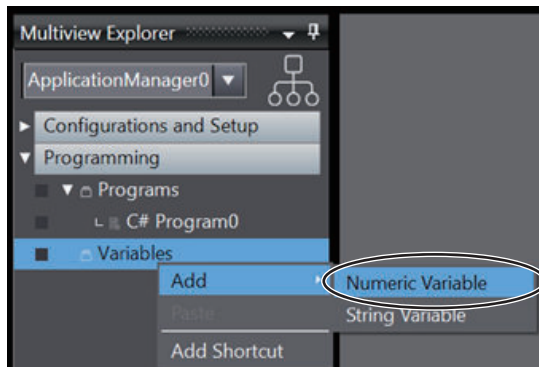 Multiview Explorer
ApplicationManager0
Configurations and Setup
Programming
Programs
C# Program0
Variables
Add
Numeric Variable
Paste
String Variable
Add Shortcut